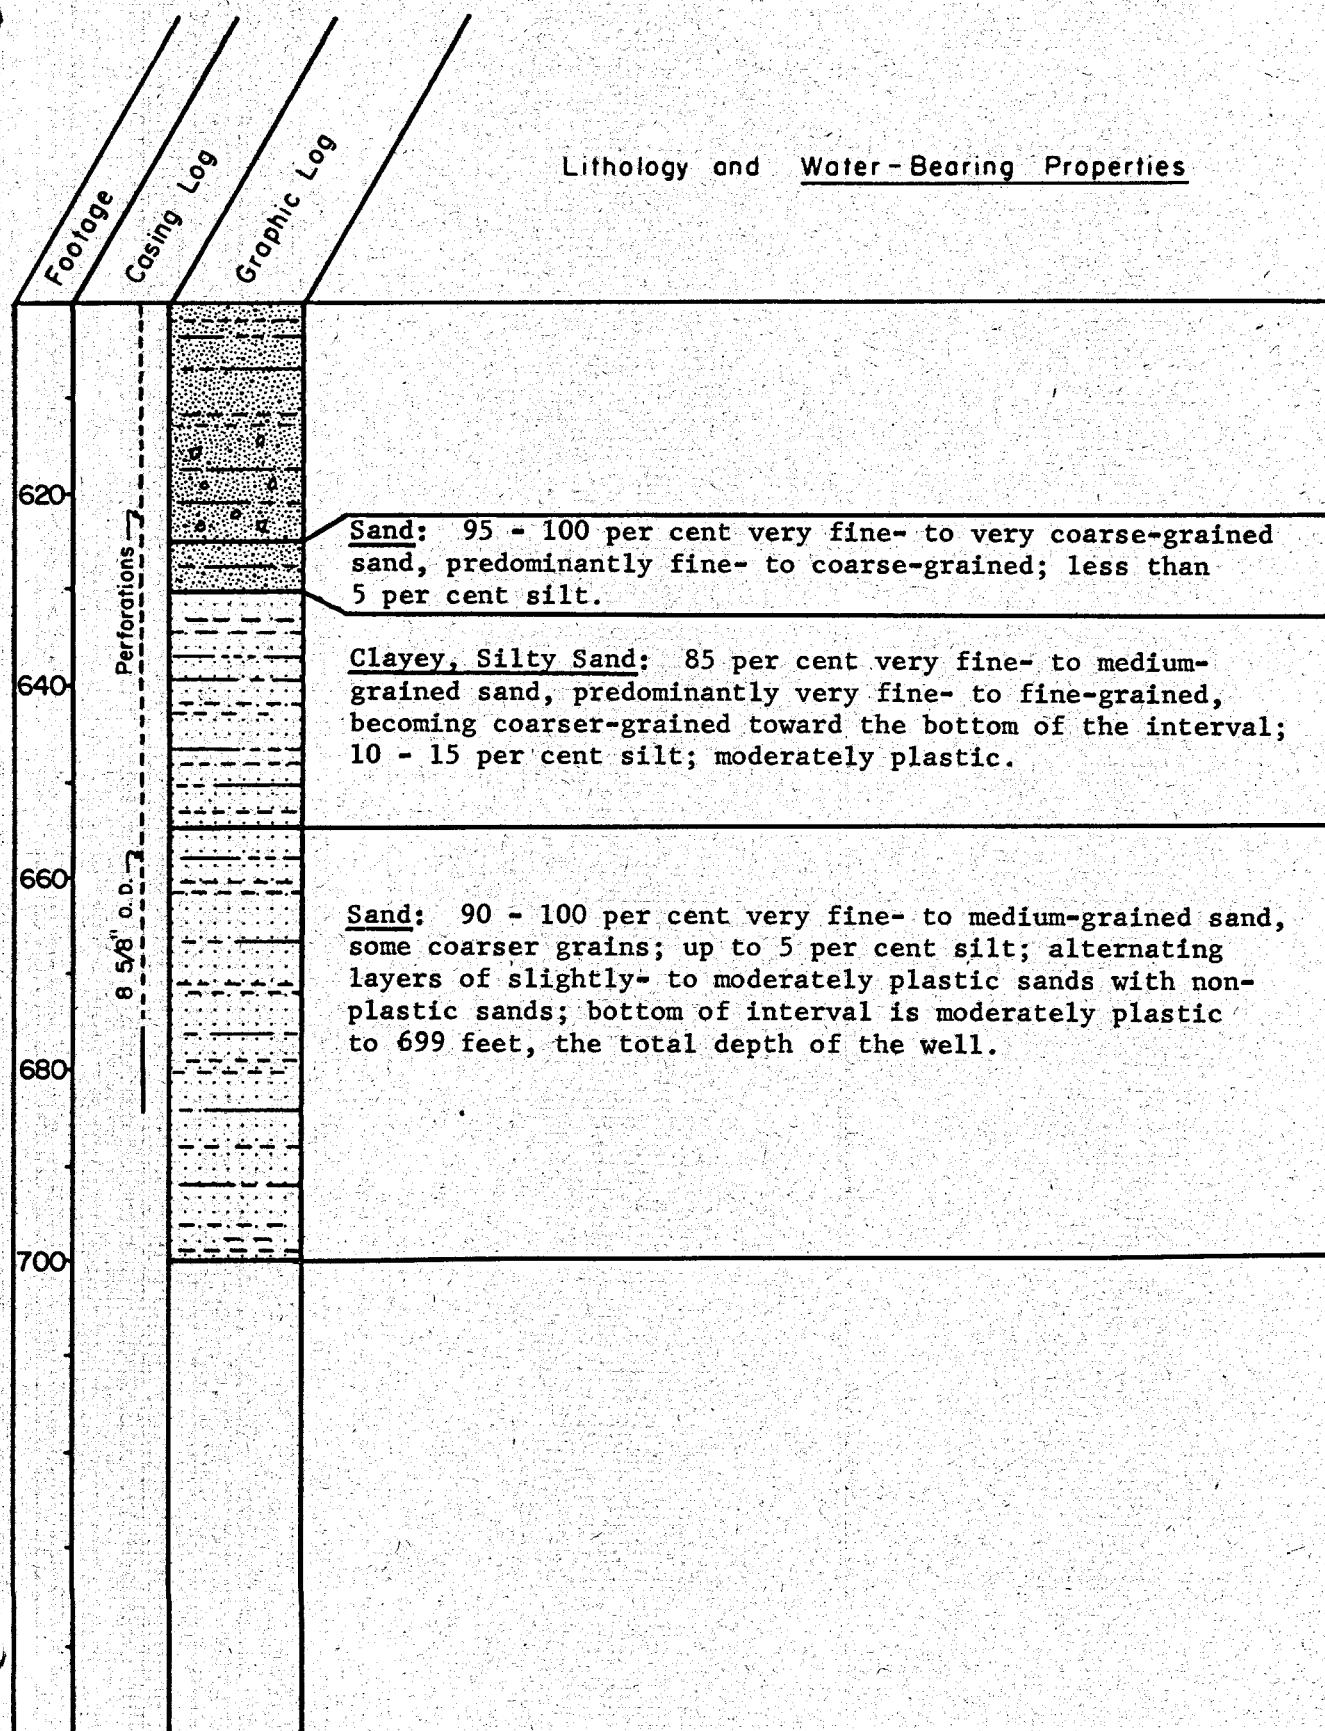 Footage
Casing Log
Graphic Log
Lithology and Water-Bearing Properties
620
Perforations
Sand: 95 - 100 per cent very fine- to very coarse-grained
sand, predominantly fine- to coarse-grained; less than
5 per cent silt.
640
Clayey, Silty Sand: 85 per cent very fine- to medium-
grained sand, predominantly very fine- to fine-grained,
becoming coarser-grained toward the bottom of the interval;
10 - 15 per cent silt; moderately plastic.
660
8 5/8" O.D.
Sand: 90 - 100 per cent very fine- to medium-grained sand,
some coarser grains; up to 5 per cent silt; alternating
layers of slightly- to moderately plastic sands with non-
plastic sands; bottom of interval is moderately plastic
to 699 feet, the total depth of the well.
680
700